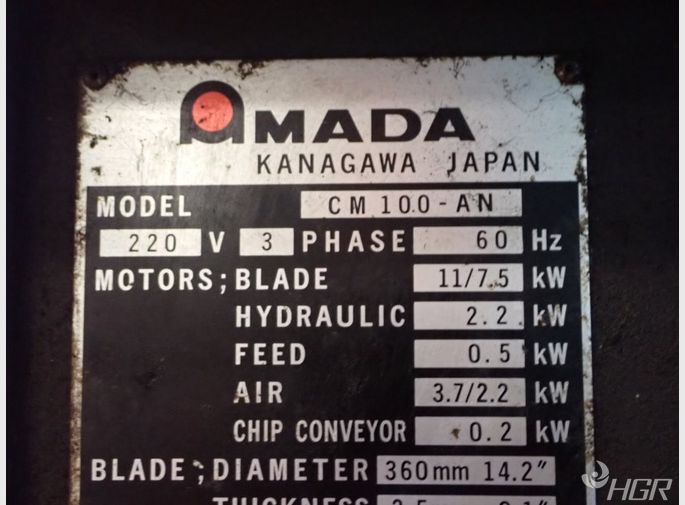 AMADA
KANAGAWA JAPAN
MODEL CM 100-AN
220 V 3 PHASE 60 Hz
MOTORS; BLADE 11/7.5 kW
HYDRAULIC 2.2 kW
FEED 0.5 kW
AIR 3.7/2.2 kW
CHIP CONVEYOR 0.2 kW
BLADE; DIAMETER 360mm 14.2"
THICKNESS
HGR